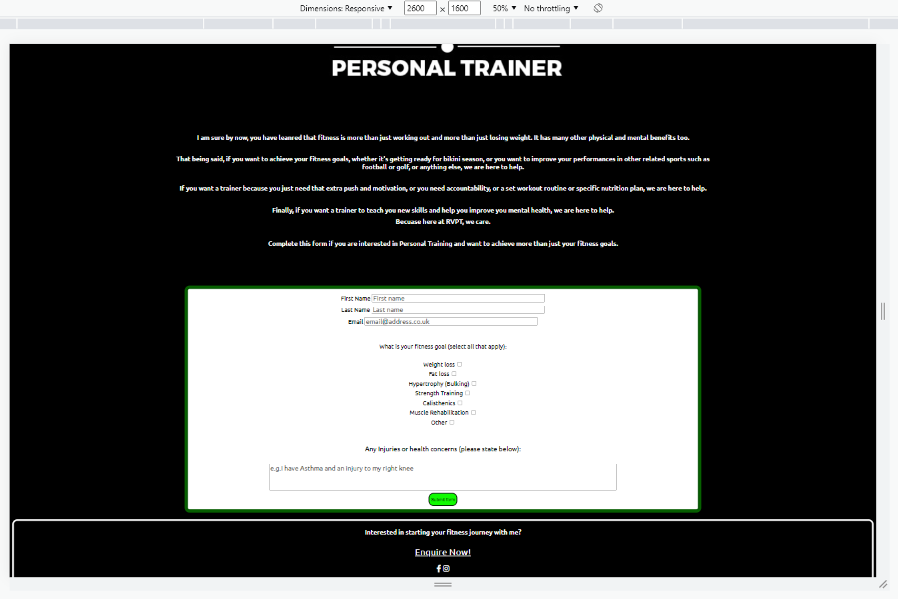 Dimensions: Responsive ▼ 2600 × 1600 50% ▼ No throttling ▼
PERSONAL TRAINER
I am sure by now, you have leanred that fitness is more than just working out and more than just losing weight. It has many other physical and mental benefits too.
That being said, if you want to achieve your fitness goals, whether it's getting ready for bikini season, or you want to improve your performances in other related sports such as
football or golf, or anything else, we are here to help.
If you want a trainer because you just need that extra push and motivation, or you need accountability, or a set workout routine or specific nutrition plan, we are here to help.
Finally, if you want a trainer to teach you new skills and help you improve you mental health, we are here to help.
Becuase here at RVPT, we care.
Complete this form if you are interested in Personal Training and want to achieve more than just your fitness goals.
First Name First name
Last Name Last name
Email email@address.co.uk
What is your fitness goal (select all that apply):
Weight loss
Fat loss
Hypertrophy (Bulking)
Strength Training
Calisthenics
Muscle Rehabilitation
Other
Any Injuries or health concerns (please state below):
e.g.I have Asthma and an injury to my right knee
Interested in starting your fitness journey with me?
Enquire Now!